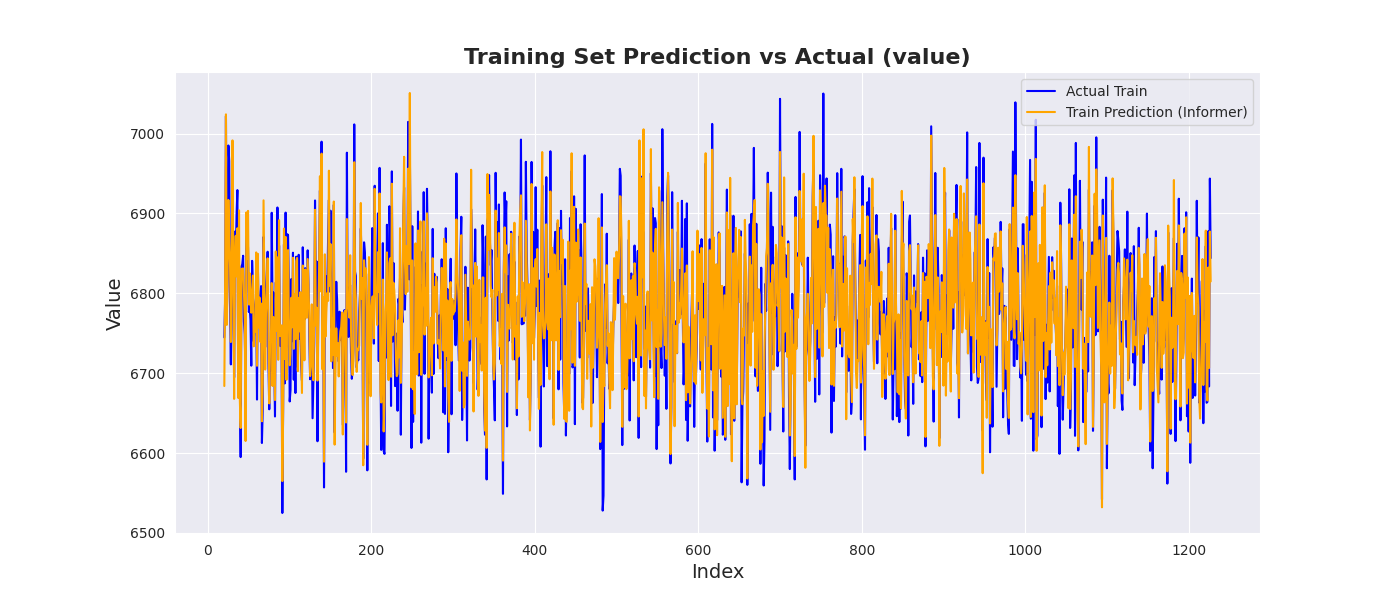 Training Set Prediction vs Actual (value)
Actual Train
Train Prediction (Informer)
Value
7000
6900
6800
6700
6600
6500
0 200 400 600 800 1000 1200
Index